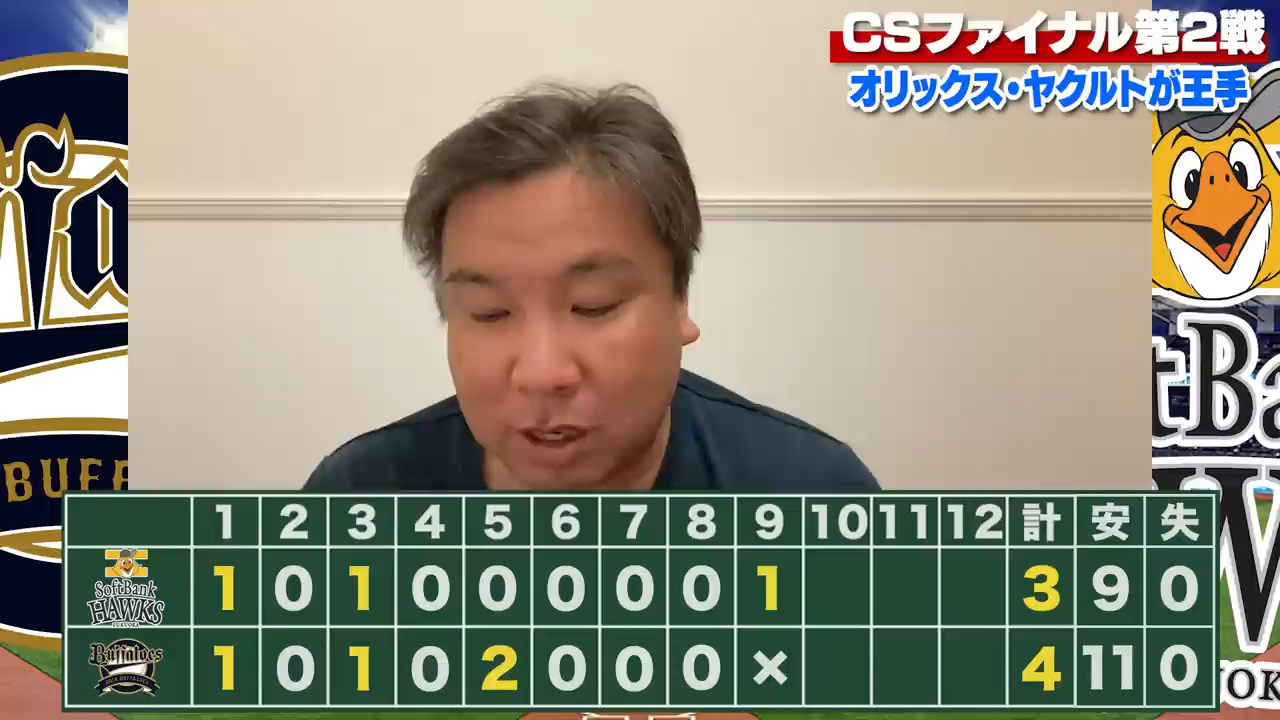 CSファイナル第2戦
オリックス・ヤクルトが王手
BUFF
1 2 3 4 5 6 7 8 9 10 11 12 計 安 失
SoftBank HAWKS 1 0 1 0 0 0 0 0 1 3 9 0
Buffaloes 1 0 1 0 2 0 0 0 × 4 11 0